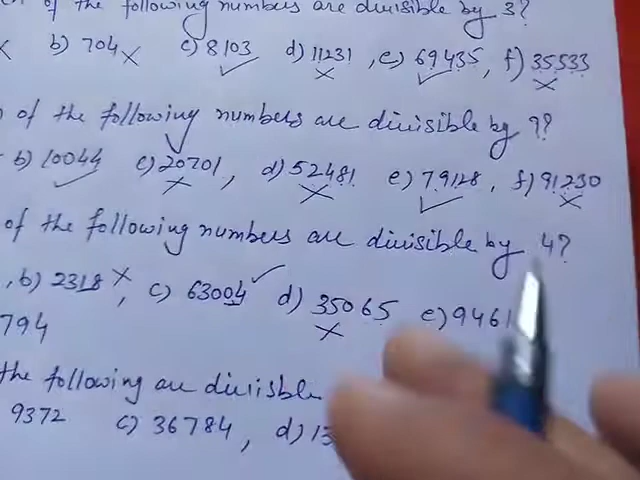 of the following numbers are divisible by 3?
b) 704 c) 8103 d) 11231 , e) 69435, f) 35533
of the following numbers are divisible by 9?
b) 10044 c) 20701, d) 52481 e) 79128, f) 91230
of the following numbers are divisible by 4?
, b) 2318, c) 63004 d) 35065 e) 9461
794
the following are divisible
9372 c) 36784, d) 13